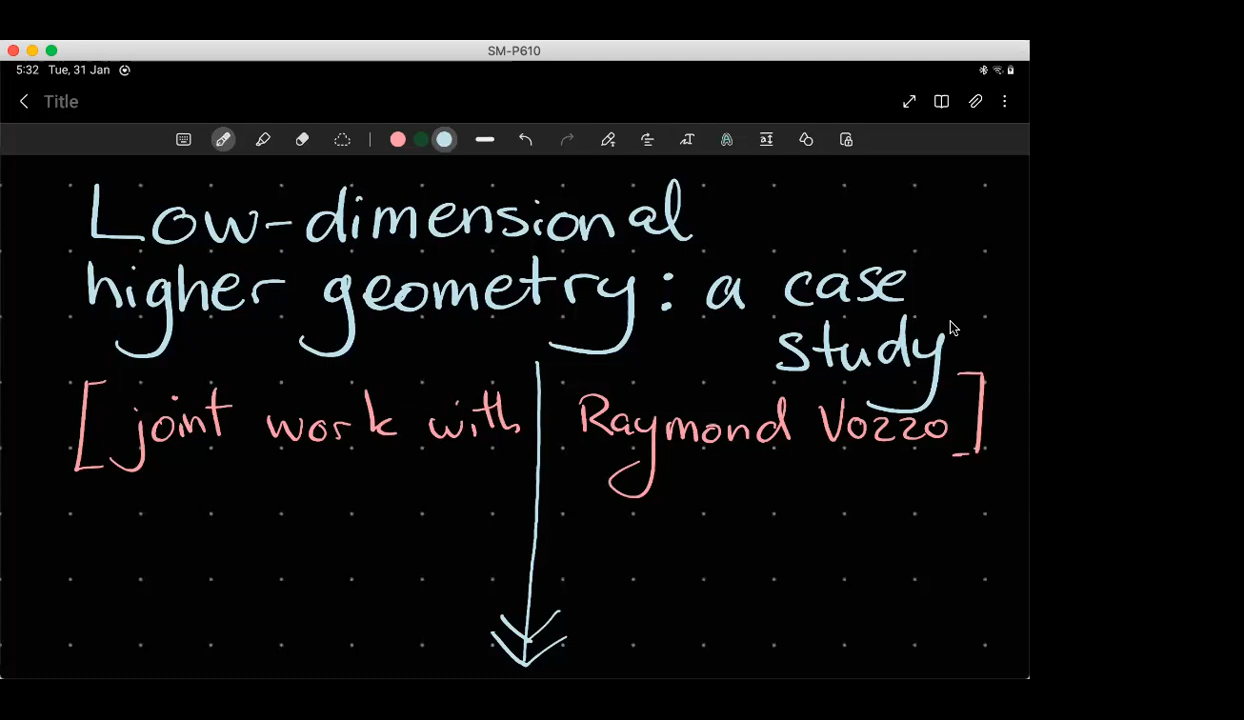 SM-P610
5:32 Tue, 31 Jan
Title
Low-dimensional
higher geometry: a case
study
[joint work with Raymond Vozzo]